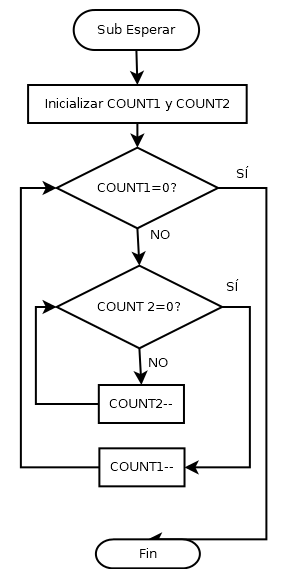 Sub Esperar
Inicializar COUNT1 y COUNT2
COUNT1=0?
SÍ
NO
COUNT 2=0?
SÍ
NO
COUNT2--
COUNT1--
Fin